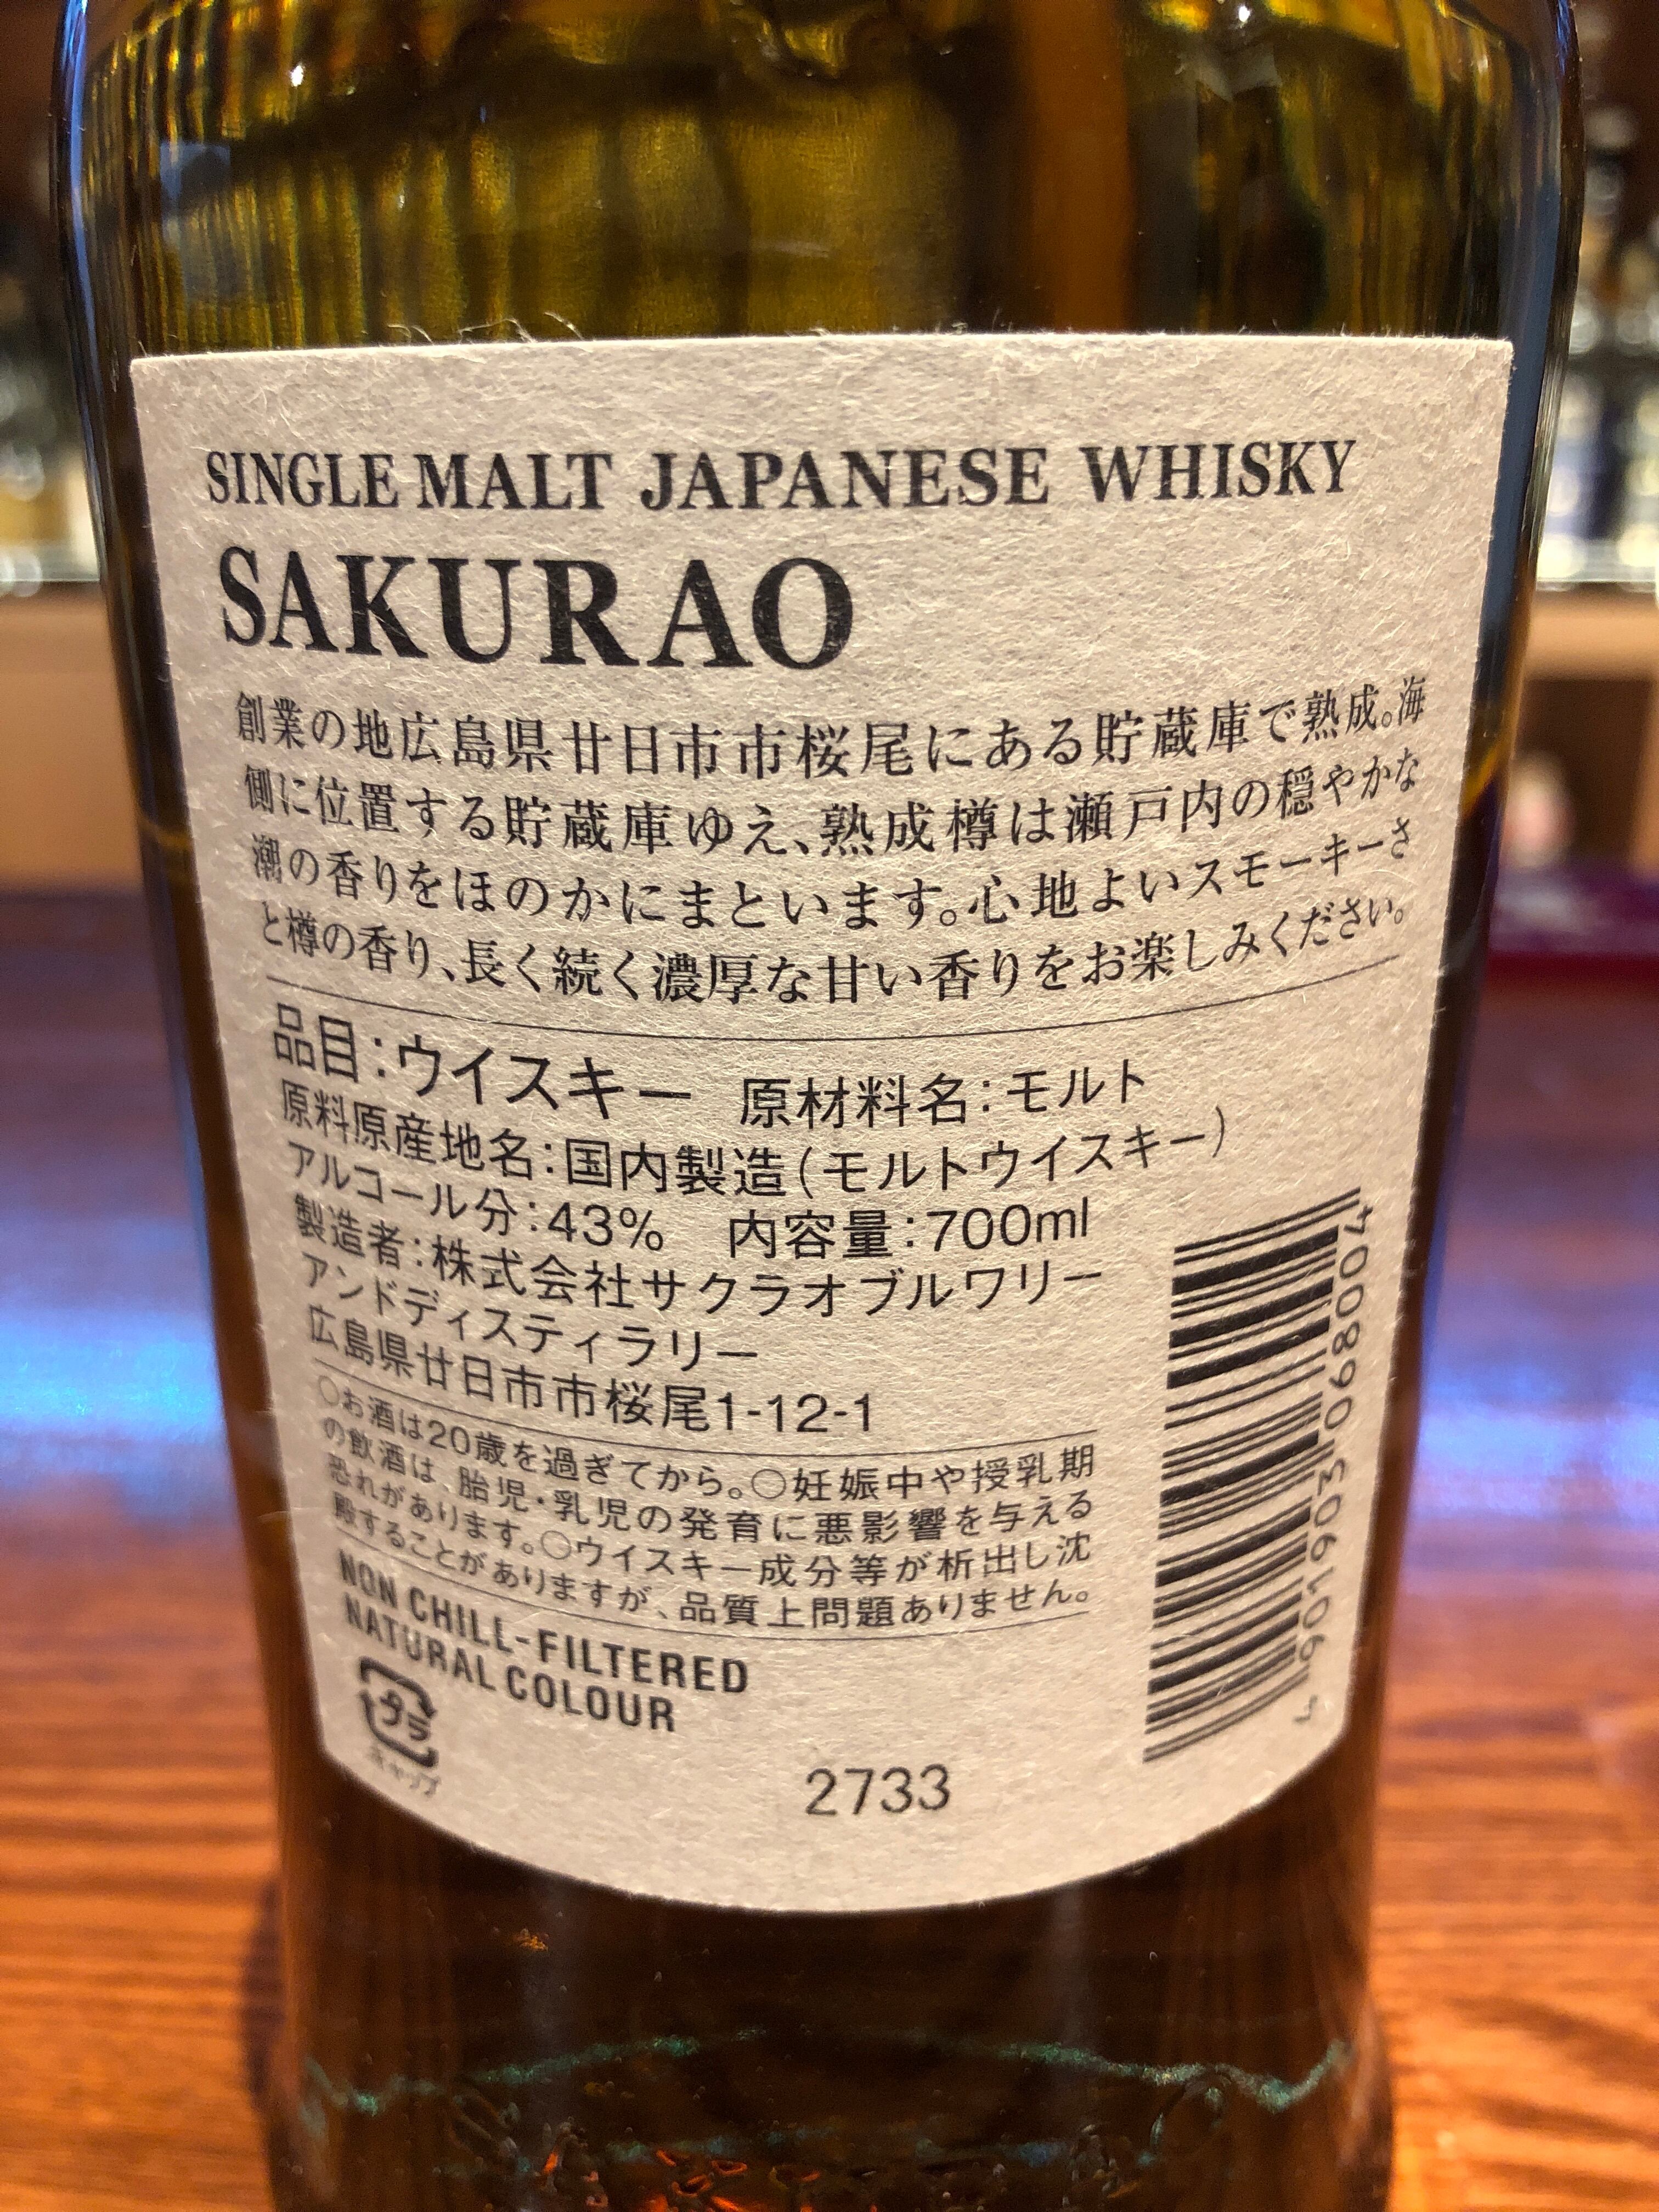 SINGLE MALT JAPANESE WHISKY
SAKURAO
創業の地広島県廿日市市桜尾にある貯蔵庫で熟成。海
側に位置する貯蔵庫ゆえ、熟成樽は瀬戸内の穏やかな
潮の香りをほのかにまといます。心地よいスモーキーさ
と樽の香り、長く続く濃厚な甘い香りをお楽しみください。
品目:ウイスキー 原材料名:モルト
原料原産地名:国内製造(モルトウイスキー)
アルコール分:43% 内容量:700ml
製造者:株式会社サクラオブルワリー
アンドディスティラリー
広島県廿日市市桜尾1-12-1
○お酒は20歳を過ぎてから。○妊娠中や授乳期
の飲酒は、胎児・乳児の発育に悪影響を与える
恐れがあります。○ウイスキー成分等が析出し沈
殿することがありますが、品質上問題ありません。
NON CHILL-FILTERED
NATURAL COLOUR
プラ
キャップ
2733
4 900890 061904